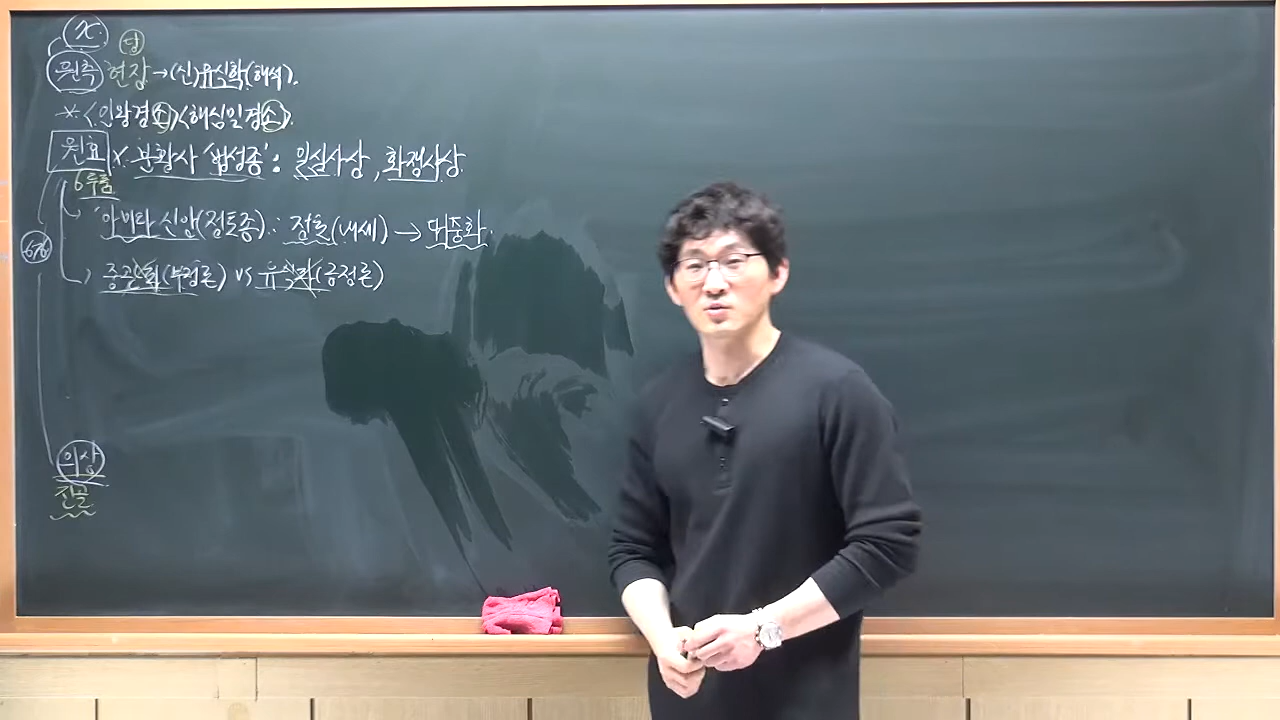 x
당
원측 현장→(신)유식학(해석).
*<인왕경소><해심밀경소>.
원효 x 분황사 '법성종': 일심사상, 화쟁사상
6두품
'아미타 신앙(정토종): 정토(내세)→대중화.
676
중관학(부정론) vs 유식학(긍정론)
의상
진골